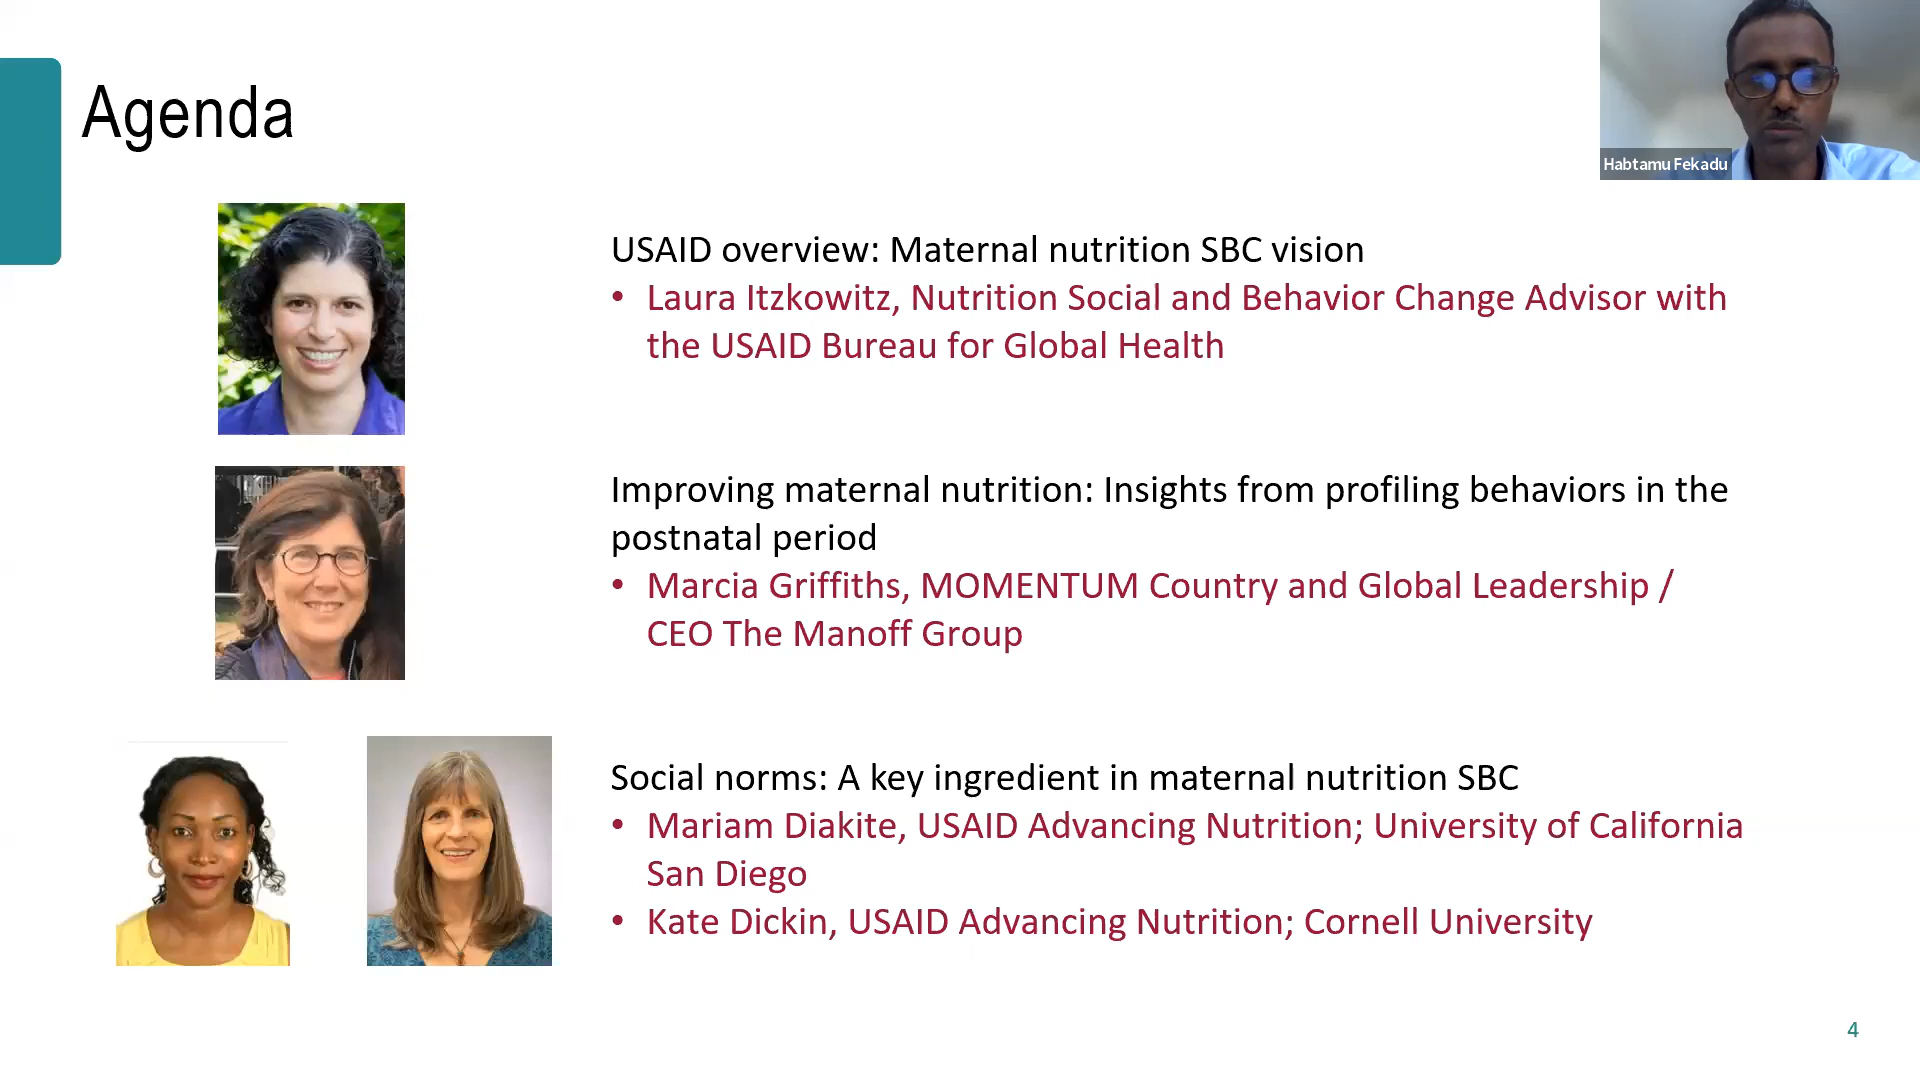 Agenda
Habtamu Fekadu
USAID overview: Maternal nutrition SBC vision
• Laura Itzkowitz, Nutrition Social and Behavior Change Advisor with
the USAID Bureau for Global Health
Improving maternal nutrition: Insights from profiling behaviors in the
postnatal period
• Marcia Griffiths, MOMENTUM Country and Global Leadership /
CEO The Manoff Group
Social norms: A key ingredient in maternal nutrition SBC
• Mariam Diakite, USAID Advancing Nutrition; University of California
San Diego
• Kate Dickin, USAID Advancing Nutrition; Cornell University
4